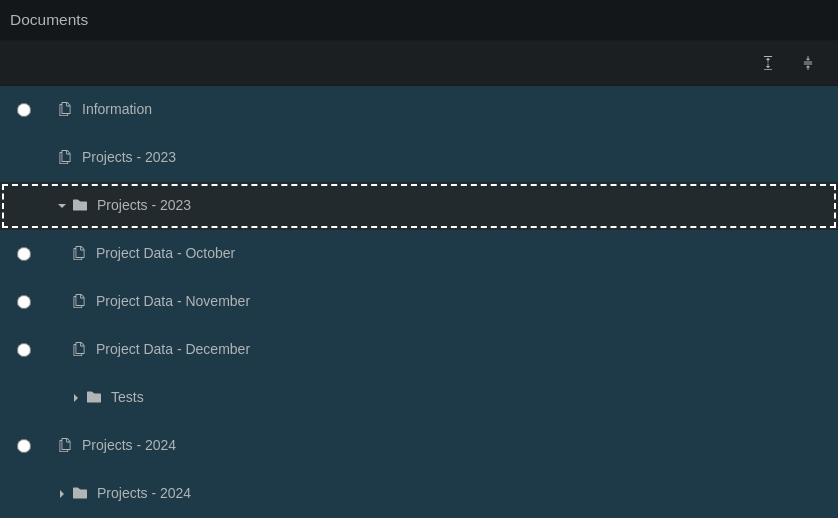 Documents
Information
Projects - 2023
Projects - 2023
Project Data - October
Project Data - November
Project Data - December
Tests
Projects - 2024
Projects - 2024